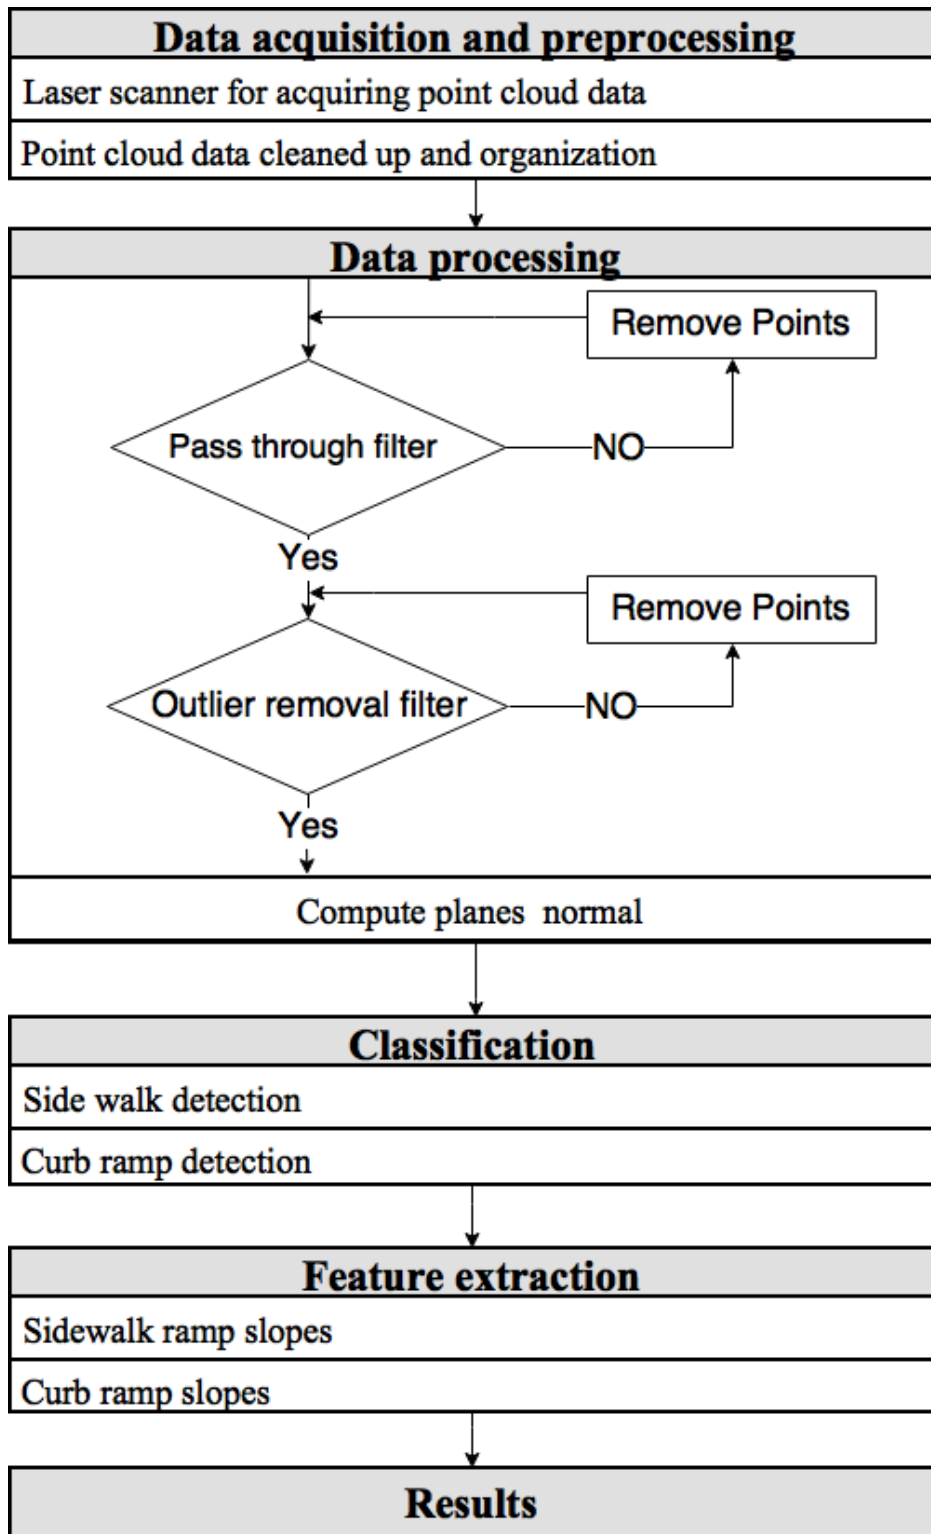 Data acquisition and preprocessing
Laser scanner for acquiring point cloud data
Point cloud data cleaned up and organization
Data processing
Remove Points
Pass through filter
NO
Yes
Remove Points
Outlier removal filter
NO
Yes
Compute planes normal
Classification
Side walk detection
Curb ramp detection
Feature extraction
Sidewalk ramp slopes
Curb ramp slopes
Results